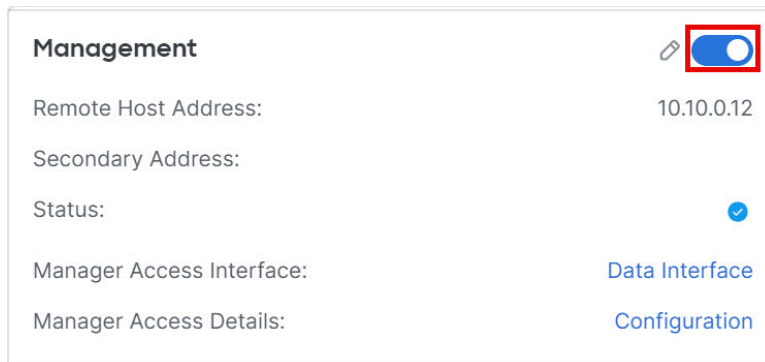 Management
Remote Host Address: 10.10.0.12
Secondary Address:
Status:
Manager Access Interface: Data Interface
Manager Access Details: Configuration